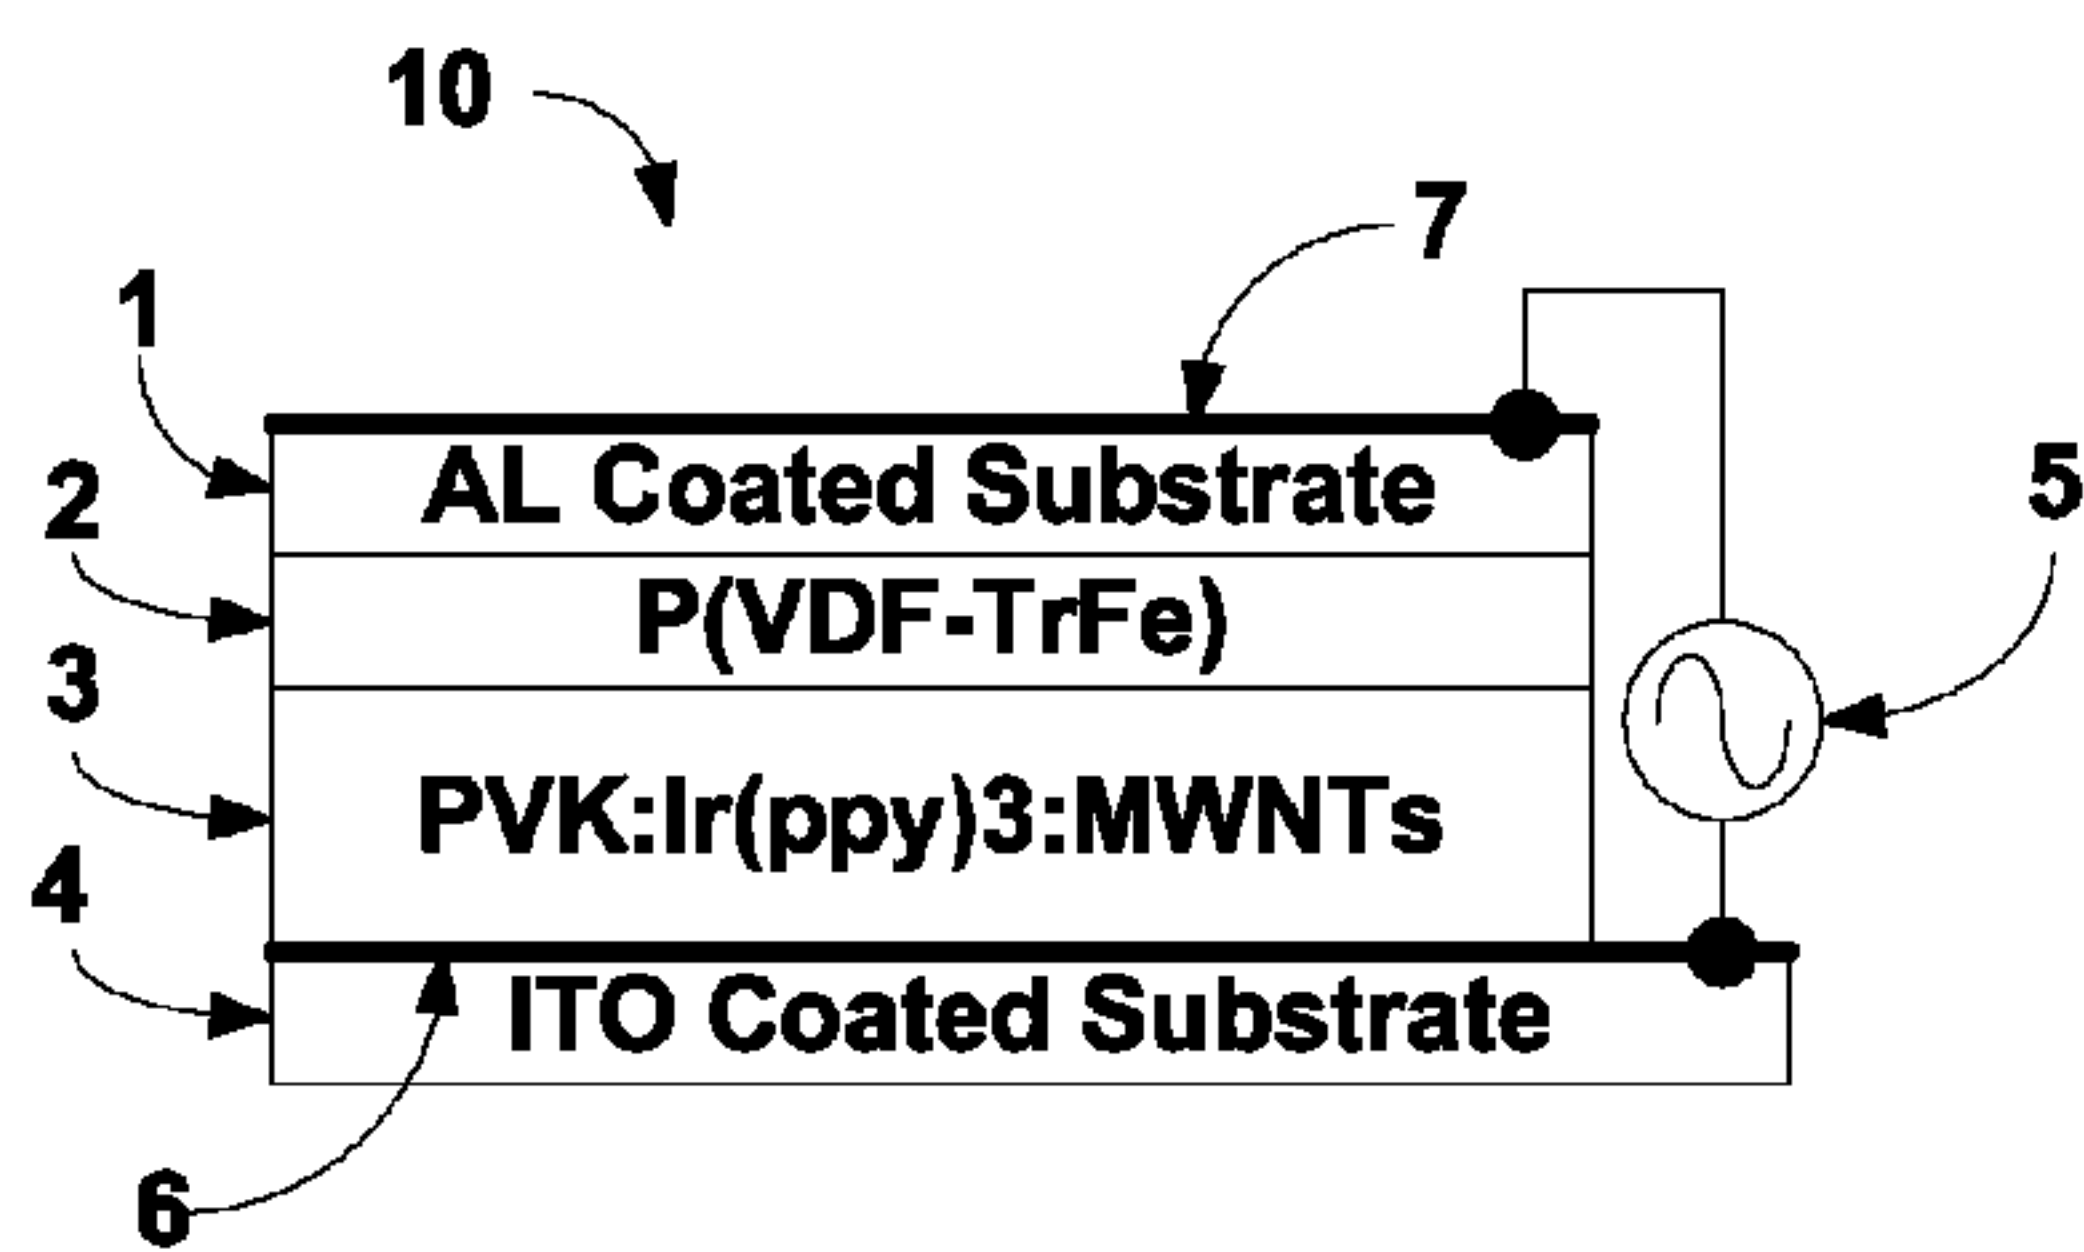 10
7
1
AL Coated Substrate
5
2
P(VDF-TrFe)
3
PVK:Ir(ppy)3:MWNTs
4
ITO Coated Substrate
6